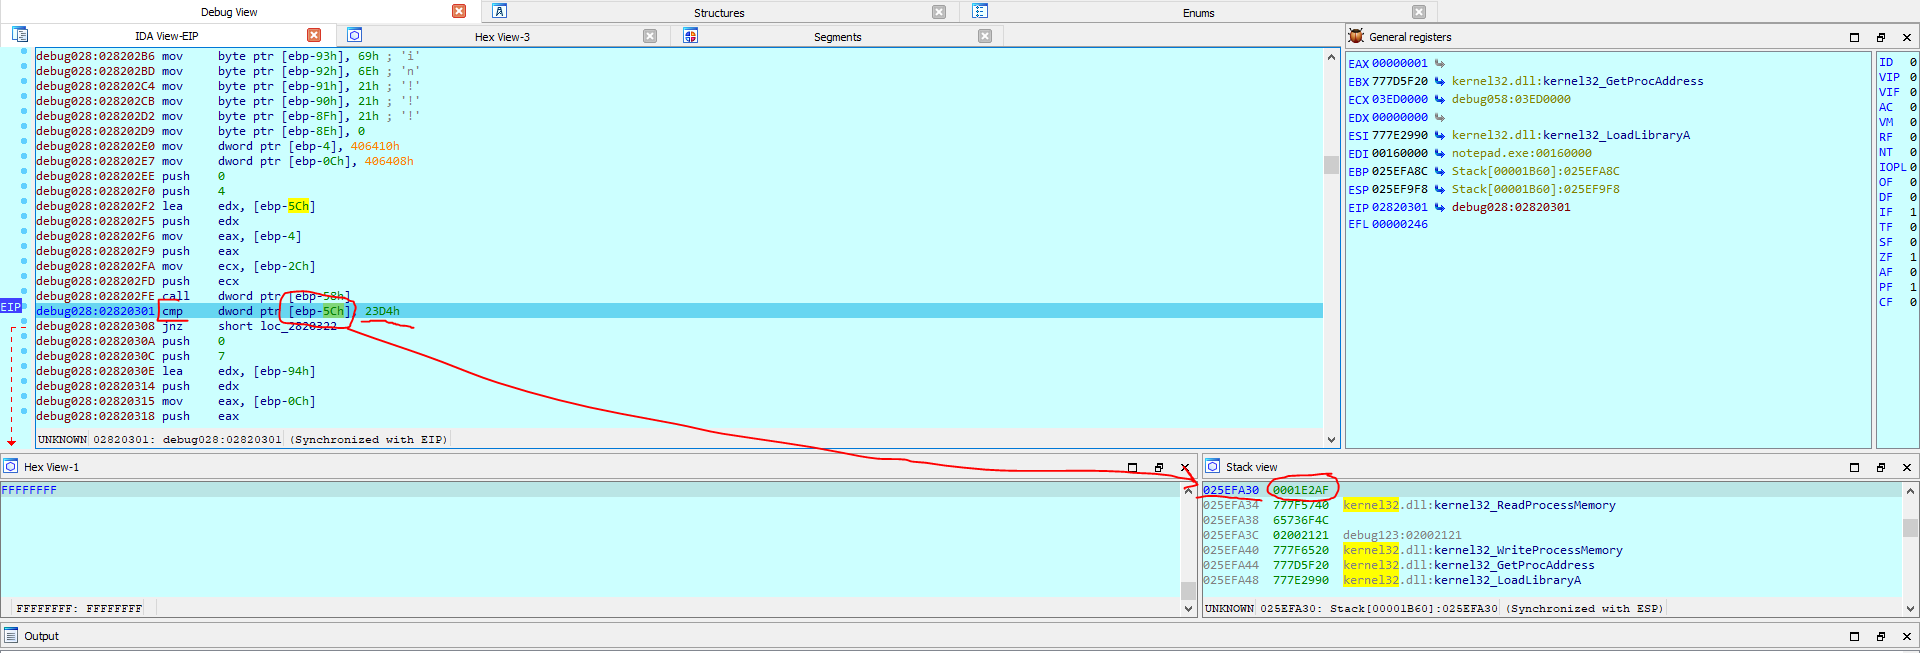 Debug View
Structures
Enums
IDA View-EIP
Hex View-3
Segments
debug028:028202B6 mov byte ptr [ebp-93h], 69h ; 'i'
debug028:028202BD mov byte ptr [ebp-92h], 6Eh ; 'n'
debug028:028202C4 mov byte ptr [ebp-91h], 21h ; '!'
debug028:028202CB mov byte ptr [ebp-90h], 21h ; '!'
debug028:028202D2 mov byte ptr [ebp-8Fh], 21h ; '!'
debug028:028202D9 mov byte ptr [ebp-8Eh], 0
debug028:028202E0 mov dword ptr [ebp-4], 406410h
debug028:028202E7 mov dword ptr [ebp-0Ch], 406408h
debug028:028202EE push 0
debug028:028202F0 push 4
debug028:028202F2 lea edx, [ebp-5Ch]
debug028:028202F5 push edx
debug028:028202F6 mov eax, [ebp-4]
debug028:028202F9 push eax
debug028:028202FA mov ecx, [ebp-2Ch]
debug028:028202FD push ecx
debug028:028202FE call dword ptr [ebp-58h]
EIP debug028:02820301 cmp dword ptr [ebp-5Ch], 23D4h
debug028:02820308 jnz short loc_2820322
debug028:0282030A push 0
debug028:0282030C push 7
debug028:0282030E lea edx, [ebp-94h]
debug028:02820314 push edx
debug028:02820315 mov eax, [ebp-0Ch]
debug028:02820318 push eax
UNKNOWN 02820301: debug028:02820301 (Synchronized with EIP)
General registers
EAX 00000001
EBX 777D5F20 kernel32.dll:kernel32_GetProcAddress
ECX 03ED0000 debug058:03ED0000
EDX 00000000
ESI 777E2990 kernel32.dll:kernel32_LoadLibraryA
EDI 00160000 notepad.exe:00160000
EBP 025EFA8C Stack[00001B60]:025EFA8C
ESP 025EF9F8 Stack[00001B60]:025EF9F8
EIP 02820301 debug028:02820301
EFL 00000246
ID 0
VIP 0
VIF 0
AC 0
VM 0
RF 0
NT 0
IOPL 0
OF 0
DF 0
IF 1
TF 0
SF 0
ZF 1
AF 0
PF 1
CF 0
Hex View-1
FFFFFFFF
FFFFFFFF: FFFFFFFF
Stack view
025EFA30 0001E2AF
025EFA34 777F5740 kernel32.dll:kernel32_ReadProcessMemory
025EFA38 65736F4C
025EFA3C 02002121 debug123:02002121
025EFA40 777F6520 kernel32.dll:kernel32_WriteProcessMemory
025EFA44 777D5F20 kernel32.dll:kernel32_GetProcAddress
025EFA48 777E2990 kernel32.dll:kernel32_LoadLibraryA
UNKNOWN 025EFA30: Stack[00001B60]:025EFA30 (Synchronized with ESP)
Output